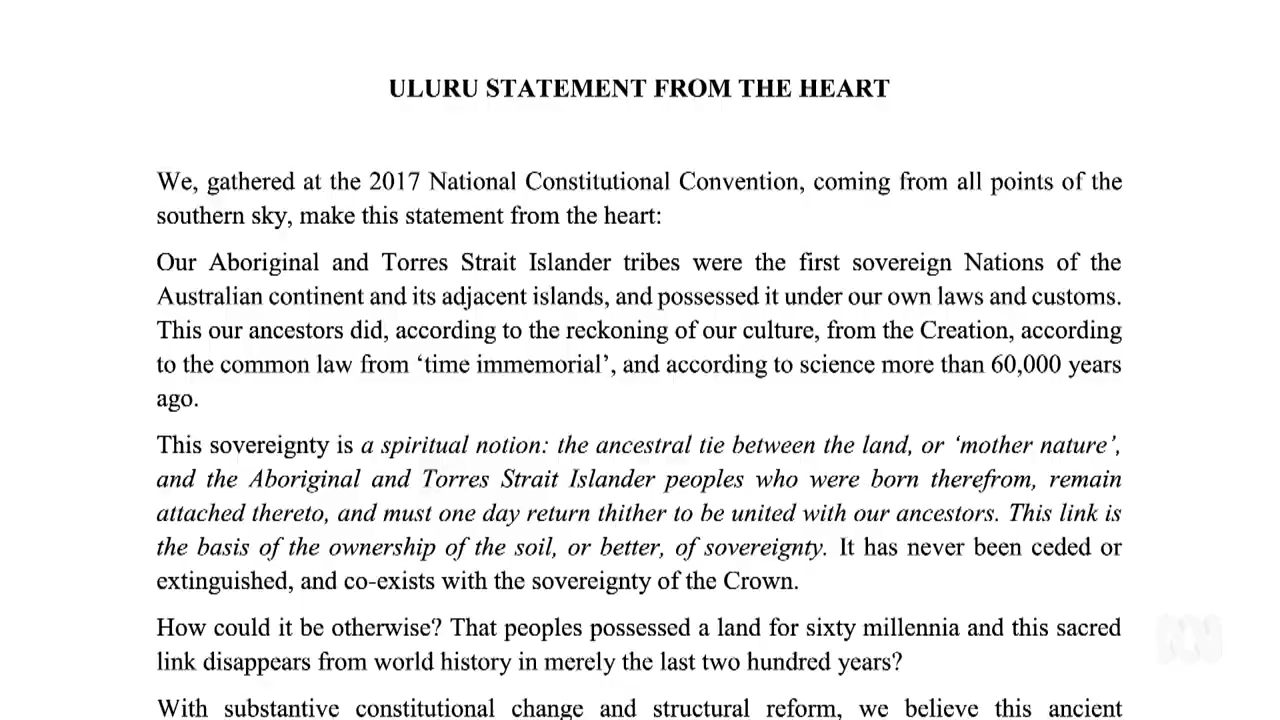 ULURU STATEMENT FROM THE HEART
We, gathered at the 2017 National Constitutional Convention, coming from all points of the
southern sky, make this statement from the heart:
Our Aboriginal and Torres Strait Islander tribes were the first sovereign Nations of the
Australian continent and its adjacent islands, and possessed it under our own laws and customs.
This our ancestors did, according to the reckoning of our culture, from the Creation, according
to the common law from ‘time immemorial’, and according to science more than 60,000 years
ago.
This sovereignty is a spiritual notion: the ancestral tie between the land, or ‘mother nature’,
and the Aboriginal and Torres Strait Islander peoples who were born therefrom, remain
attached thereto, and must one day return thither to be united with our ancestors. This link is
the basis of the ownership of the soil, or better, of sovereignty. It has never been ceded or
extinguished, and co-exists with the sovereignty of the Crown.
How could it be otherwise? That peoples possessed a land for sixty millennia and this sacred
link disappears from world history in merely the last two hundred years?
With substantive constitutional change and structural reform, we believe this ancient